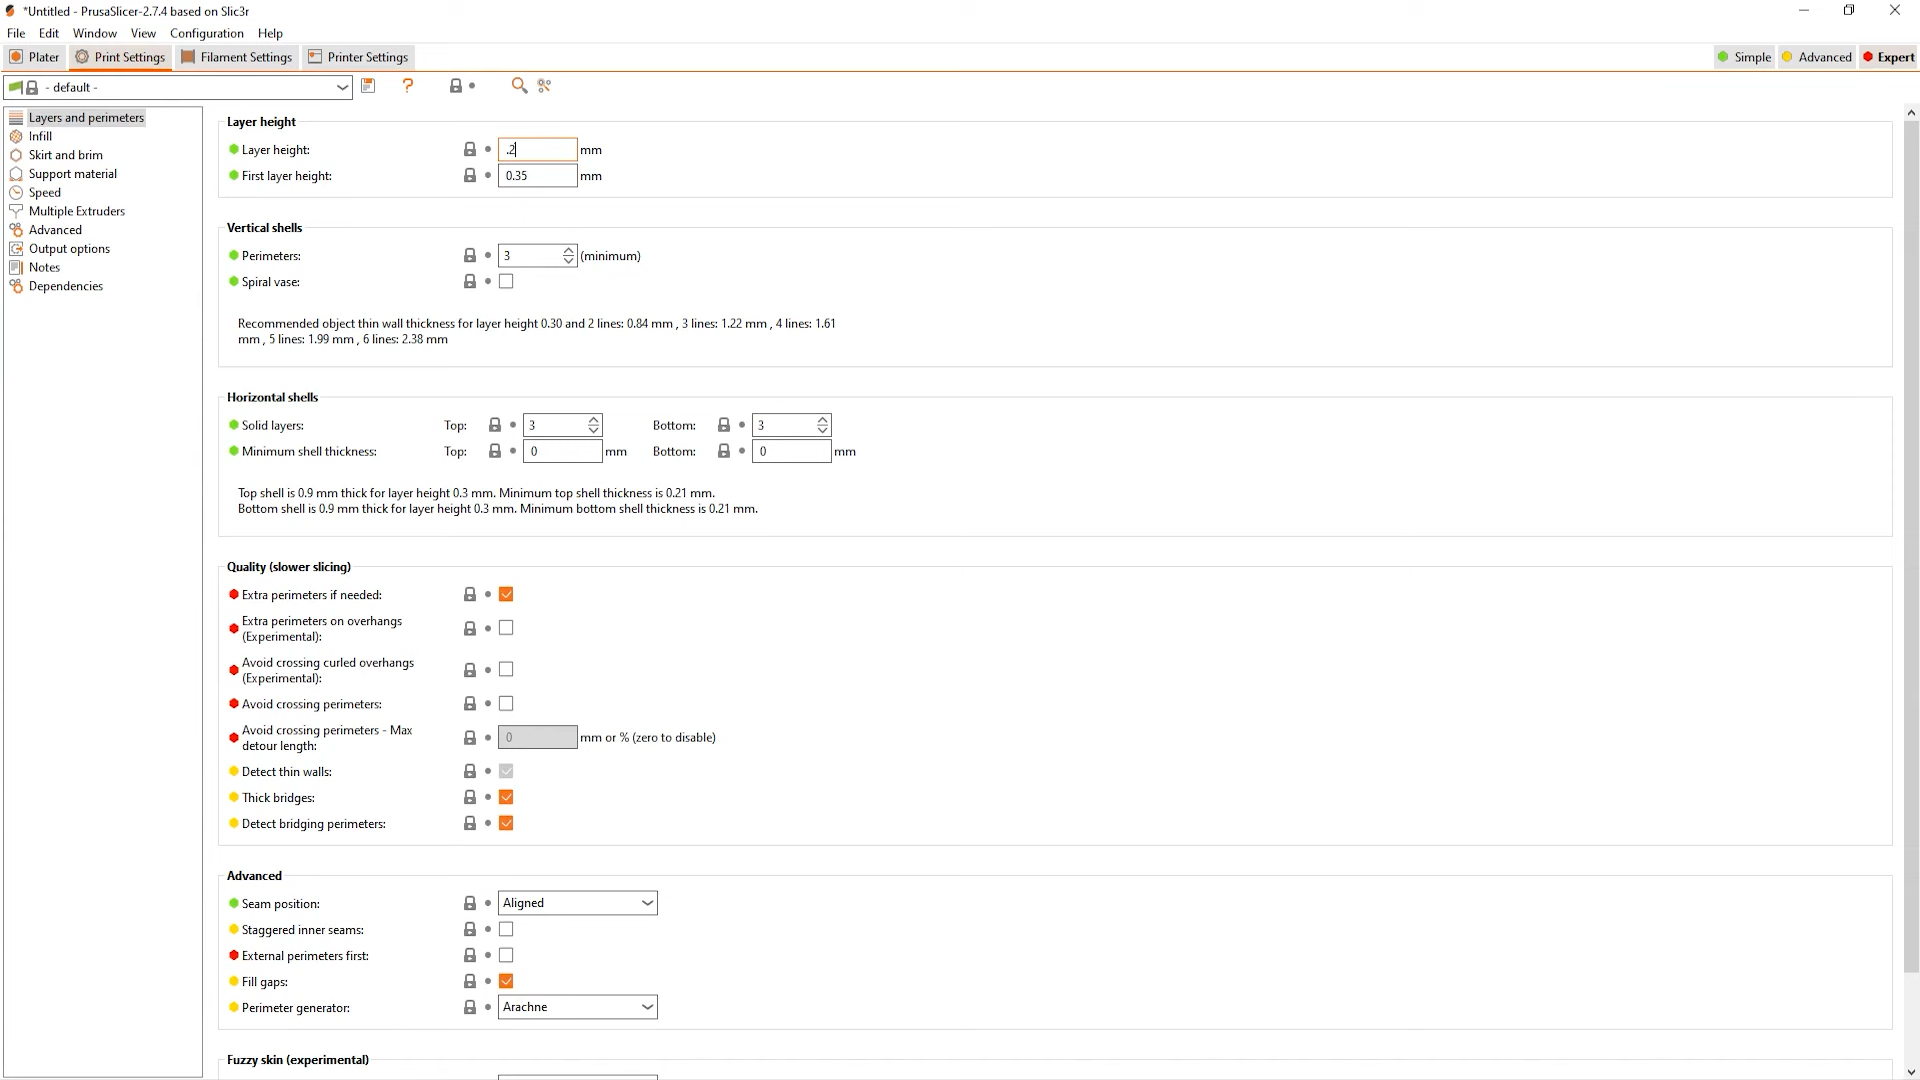 *Untitled - PrusaSlicer-2.7.4 based on Slic3r
File Edit Window View Configuration Help
Plater Print Settings Filament Settings Printer Settings Simple Advanced Expert
- default - ?
Layers and perimeters
Infill
Skirt and brim
Support material
Speed
Multiple Extruders
Advanced
Output options
Notes
Dependencies
Layer height
Layer height: .2 mm
First layer height: 0.35 mm
Vertical shells
Perimeters: 3 (minimum)
Spiral vase:
Recommended object thin wall thickness for layer height 0.30 and 2 lines: 0.84 mm , 3 lines: 1.22 mm , 4 lines: 1.61
mm , 5 lines: 1.99 mm , 6 lines: 2.38 mm
Horizontal shells
Solid layers: Top: 3 Bottom: 3
Minimum shell thickness: Top: 0 mm Bottom: 0 mm
Top shell is 0.9 mm thick for layer height 0.3 mm. Minimum top shell thickness is 0.21 mm.
Bottom shell is 0.9 mm thick for layer height 0.3 mm. Minimum bottom shell thickness is 0.21 mm.
Quality (slower slicing)
Extra perimeters if needed:
Extra perimeters on overhangs
(Experimental):
Avoid crossing curled overhangs
(Experimental):
Avoid crossing perimeters:
Avoid crossing perimeters - Max
detour length: 0 mm or % (zero to disable)
Detect thin walls:
Thick bridges:
Detect bridging perimeters:
Advanced
Seam position: Aligned
Staggered inner seams:
External perimeters first:
Fill gaps:
Perimeter generator: Arachne
Fuzzy skin (experimental)